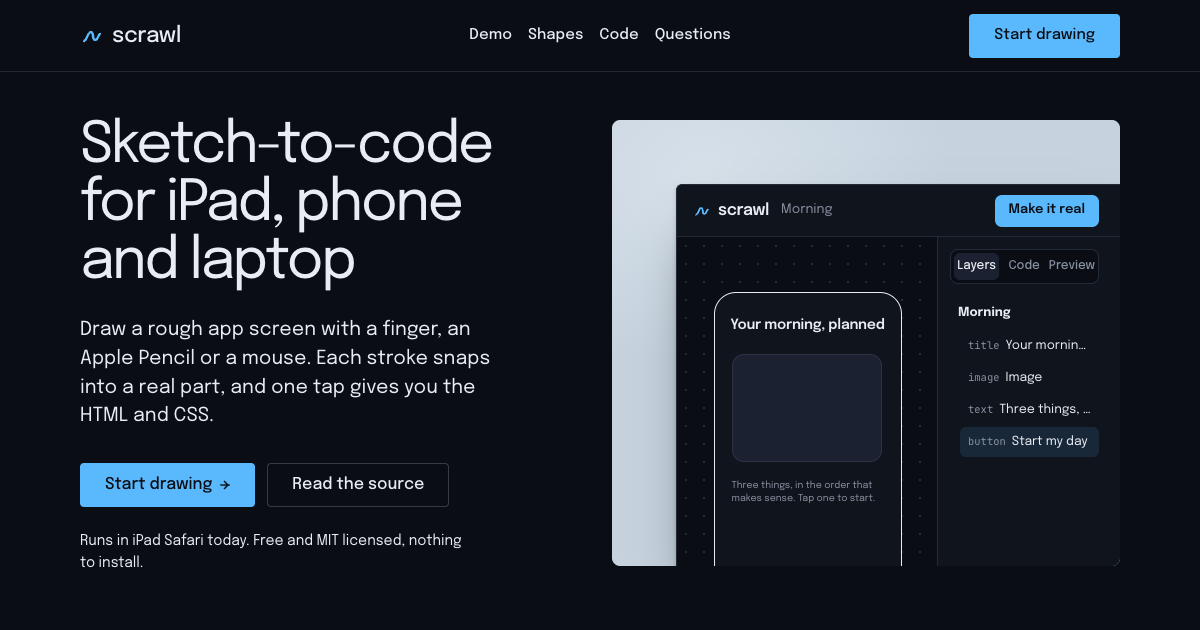 scrawl
Demo Shapes Code Questions
Start drawing
Sketch-to-code
for iPad, phone
and laptop
Draw a rough app screen with a finger, an
Apple Pencil or a mouse. Each stroke snaps
into a real part, and one tap gives you the
HTML and CSS.
Start drawing →
Read the source
Runs in iPad Safari today. Free and MIT licensed, nothing
to install.
scrawl Morning
Make it real
Your morning, planned
Three things, in the order that
makes sense. Tap one to start.
Layers Code Preview
Morning
title Your mornin…
image Image
text Three things, …
button Start my day